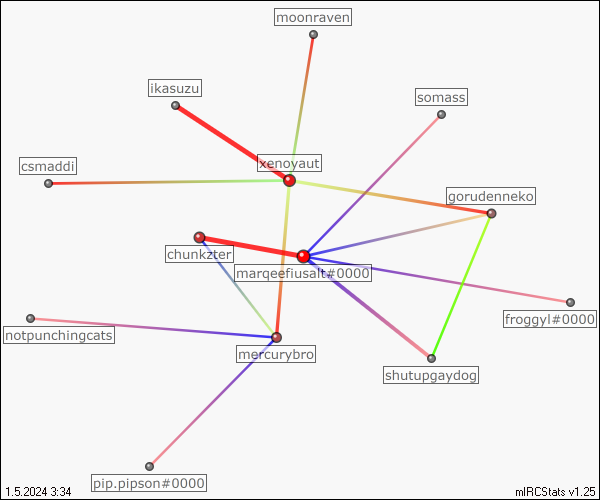 moonraven
ikasuzu
somass
xenoyaut
csmaddi
gorudenneko
chunkzter
marqeefiusalt#0000
froggyl#0000
notpunchingcats
mercurybro
shutupgaydog
pip.pipson#0000
1.5.2024 3:34
mIRCStats v1.25